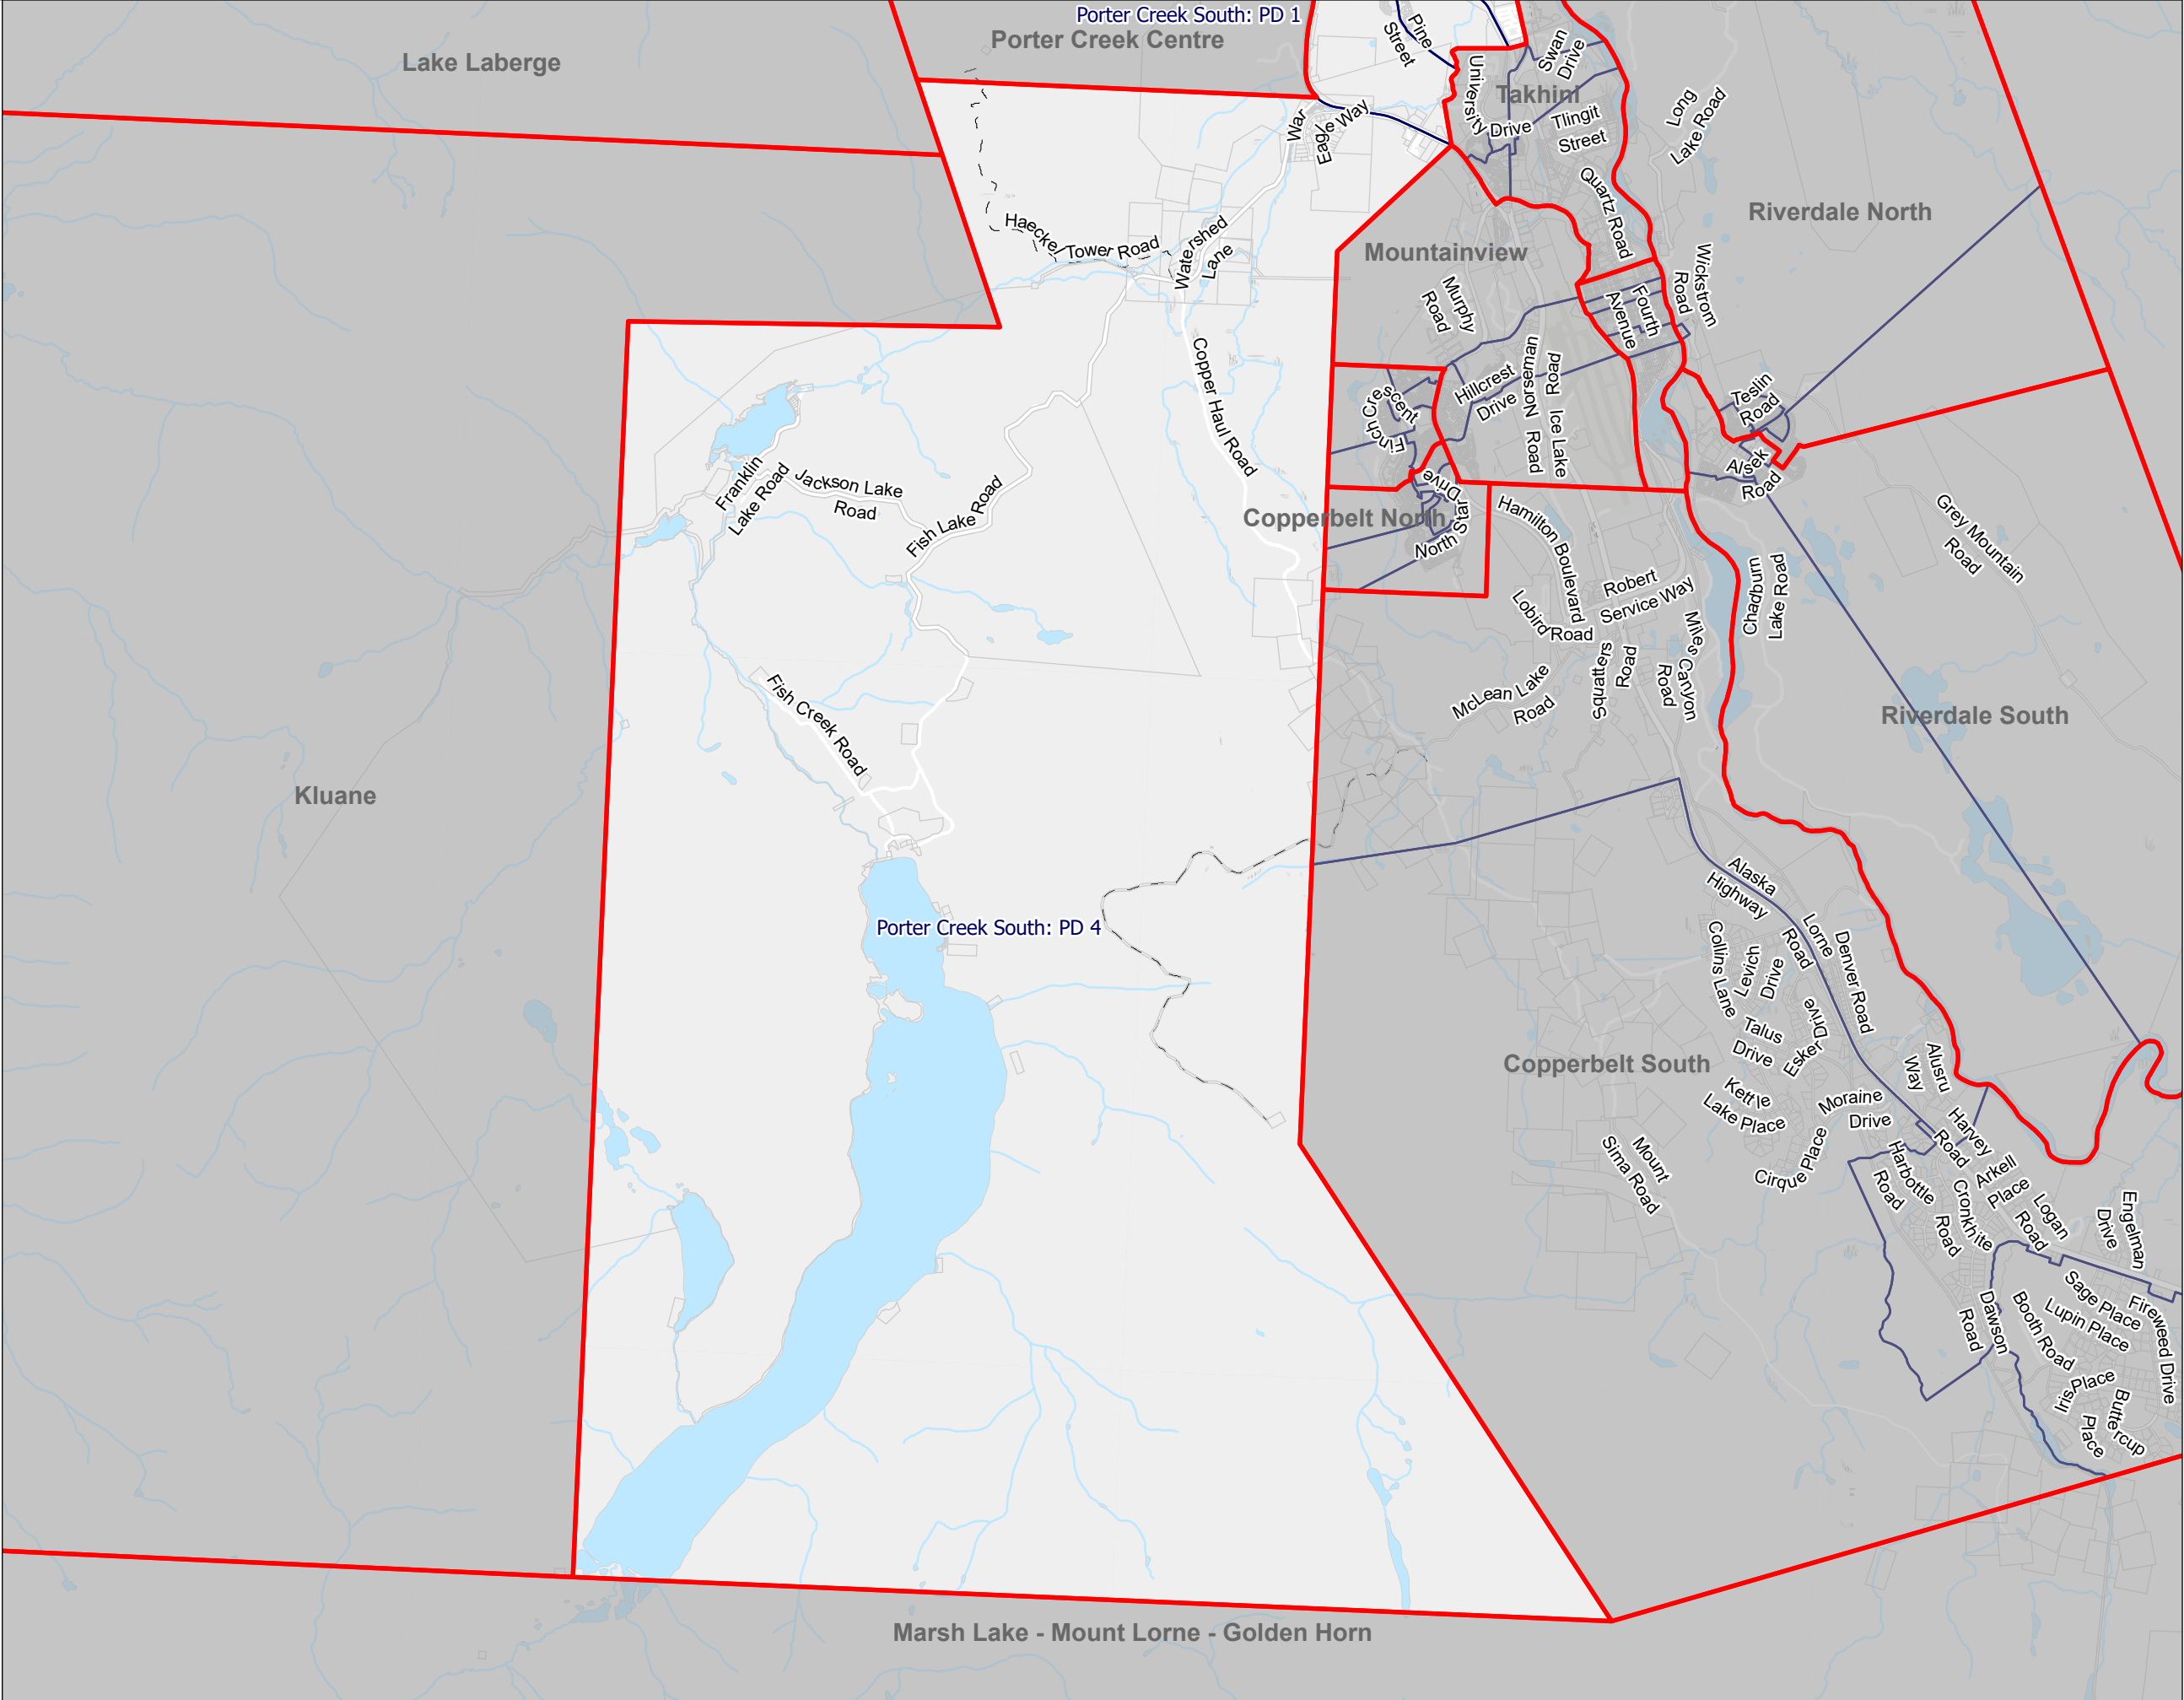 Porter Creek South: PD 1
Porter Creek Centre
Lake Laberge
Pine
Street
Swan
Drive
University
Drive
Takhini
Tlingit
Street
Long
Lake Road
War
Eagle Way
Quartz Road
Riverdale North
Haeckel Tower Road
Watershed
Lane
Mountainview
Murphy
Road
Wickstrom
Road
Fourth
Avenue
Copper Haul Road
Hillcrest
Drive
Norseman
Road
Ice Lake
Road
Finch Crescent
Teslin
Road
Alsek
Road
Franklin
Lake Road
Jackson Lake
Road
Fish Lake Road
Copperbelt North
North Star
Drive
Hamilton Boulevard
Grey Mountain
Road
Robert
Service Way
Lobird
Road
Chadburn
Lake Road
Miles Canyon
Road
Squatters
Road
McLean Lake
Road
Fish Creek Road
Riverdale South
Kluane
Alaska
Highway
Porter Creek South: PD 4
Lorne
Road
Denver Road
Collins Lane
Levich
Drive
Esker
Drive
Talus
Drive
Copperbelt South
Alusru
Way
Kettle
Lake Place
Moraine
Drive
Cirque Place
Mount
Sima Road
Harvey
Road
Harbottle
Road
Arkell
Place
Cronkhite
Road
Logan
Road
Engelman
Drive
Dawson
Road
Booth Road
Sage Place
Lupin Place
Fireweed Drive
Iris Place
Buttercup
Place
Marsh Lake - Mount Lorne - Golden Horn